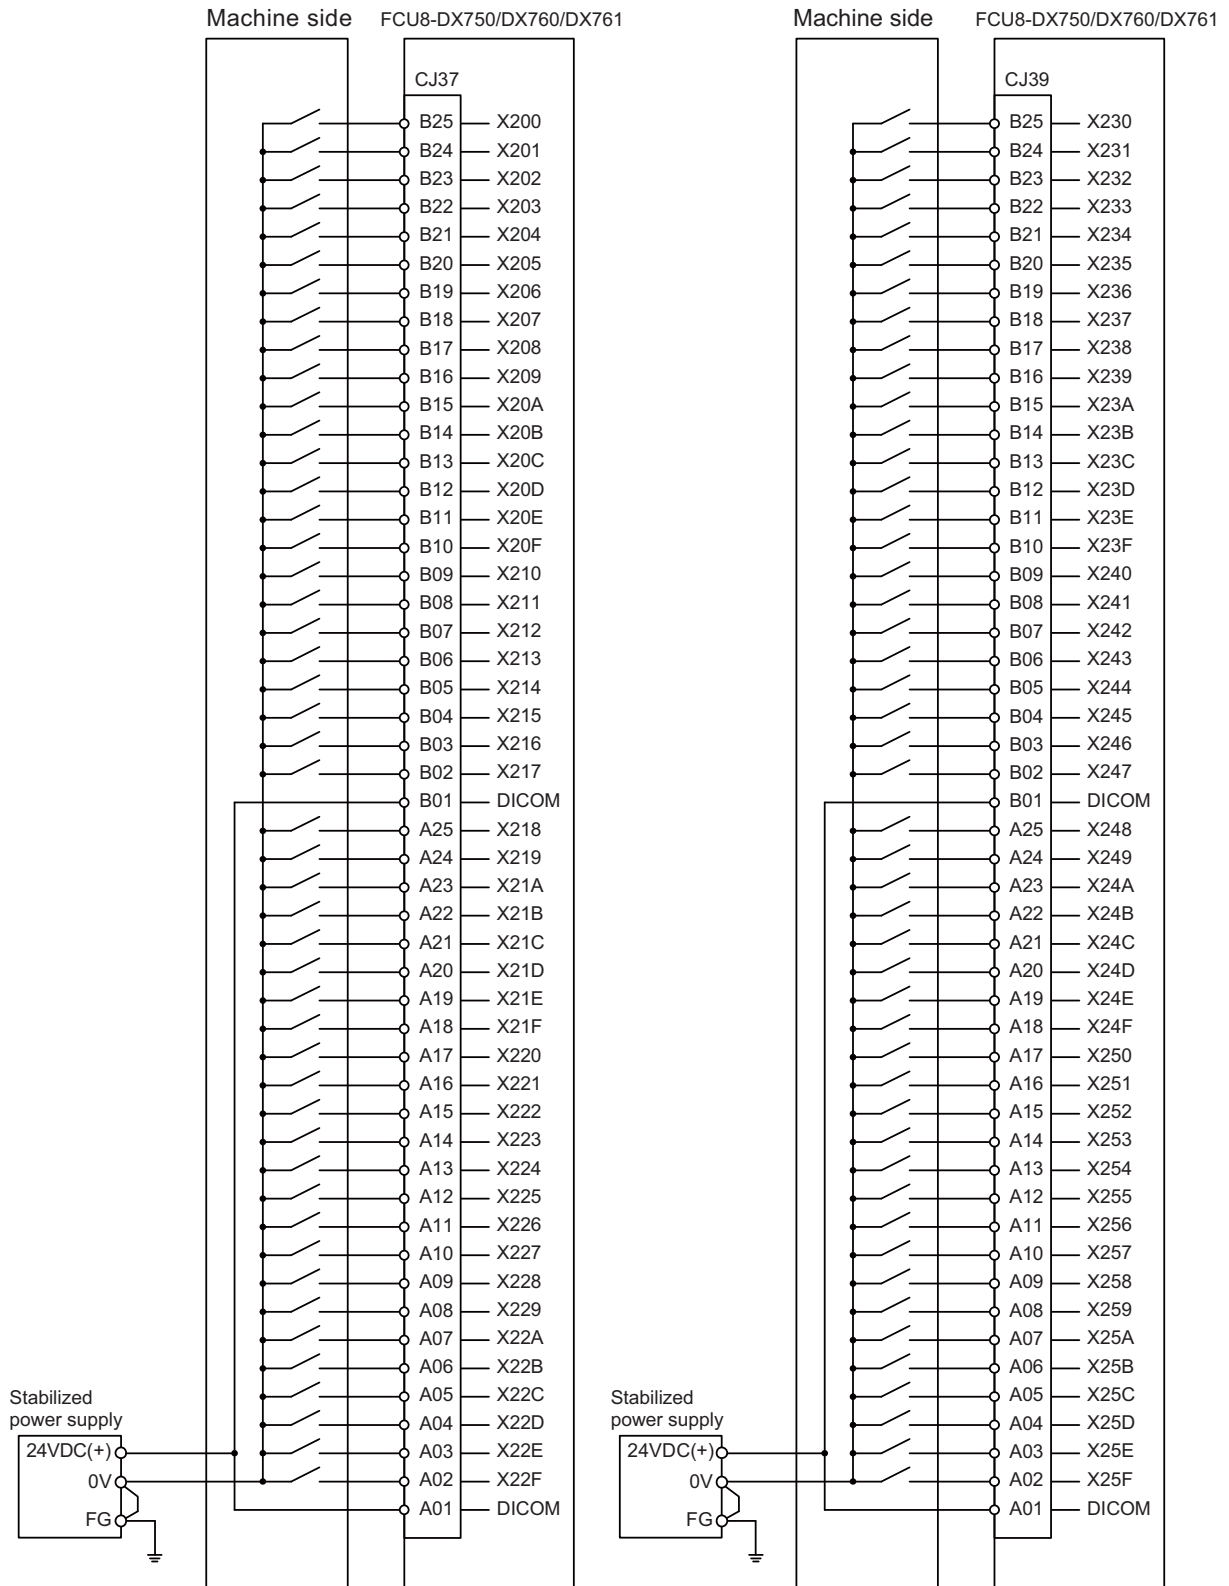 Machine side FCU8-DX750/DX760/DX761
CJ37
B25 X200
B24 X201
B23 X202
B22 X203
B21 X204
B20 X205
B19 X206
B18 X207
B17 X208
B16 X209
B15 X20A
B14 X20B
B13 X20C
B12 X20D
B11 X20E
B10 X20F
B09 X210
B08 X211
B07 X212
B06 X213
B05 X214
B04 X215
B03 X216
B02 X217
B01 DICOM
A25 X218
A24 X219
A23 X21A
A22 X21B
A21 X21C
A20 X21D
A19 X21E
A18 X21F
A17 X220
A16 X221
A15 X222
A14 X223
A13 X224
A12 X225
A11 X226
A10 X227
A09 X228
A08 X229
A07 X22A
A06 X22B
A05 X22C
A04 X22D
A03 X22E
A02 X22F
A01 DICOM
Stabilized
power supply
24VDC(+)
0V
FG
Machine side FCU8-DX750/DX760/DX761
CJ39
B25 X230
B24 X231
B23 X232
B22 X233
B21 X234
B20 X235
B19 X236
B18 X237
B17 X238
B16 X239
B15 X23A
B14 X23B
B13 X23C
B12 X23D
B11 X23E
B10 X23F
B09 X240
B08 X241
B07 X242
B06 X243
B05 X244
B04 X245
B03 X246
B02 X247
B01 DICOM
A25 X248
A24 X249
A23 X24A
A22 X24B
A21 X24C
A20 X24D
A19 X24E
A18 X24F
A17 X250
A16 X251
A15 X252
A14 X253
A13 X254
A12 X255
A11 X256
A10 X257
A09 X258
A08 X259
A07 X25A
A06 X25B
A05 X25C
A04 X25D
A03 X25E
A02 X25F
A01 DICOM
Stabilized
power supply
24VDC(+)
0V
FG